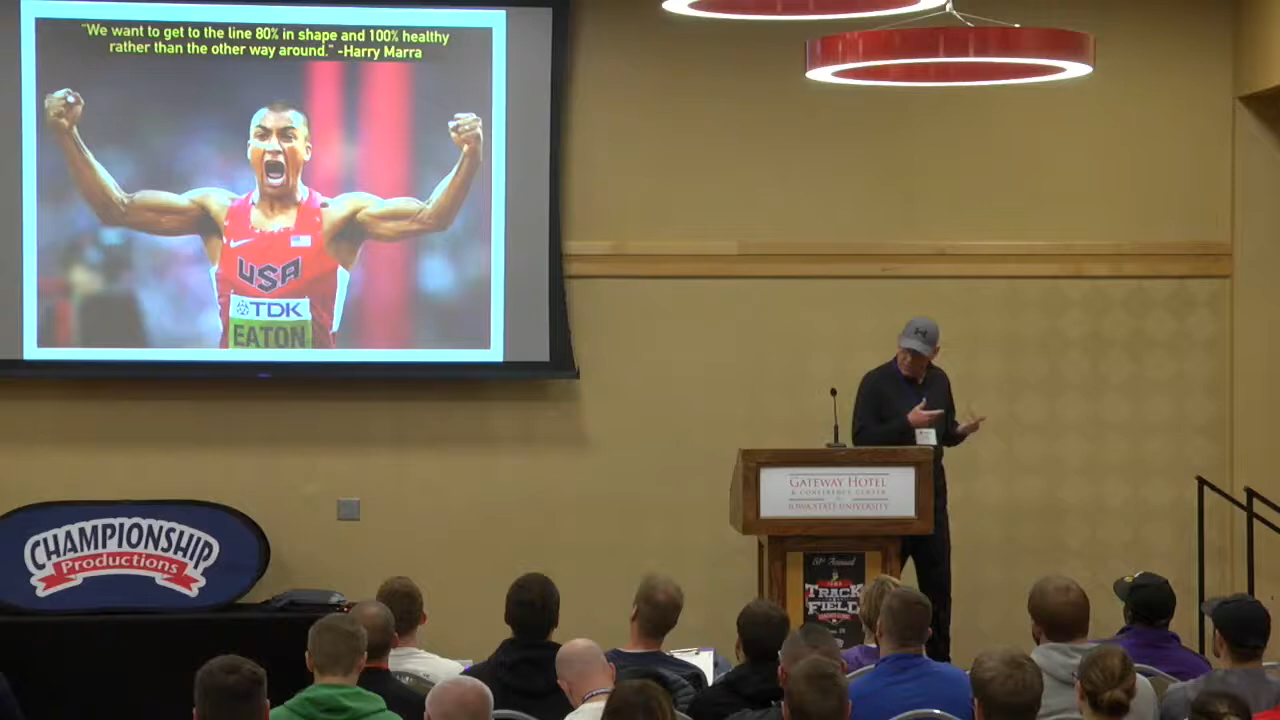 "We want to get to the line 80% in shape and 100% healthy
rather than the other way around." -Harry Marra
USA
TDK
EATON
GATEWAY HOTEL
& CONFERENCE CENTER
IOWA STATE UNIVERSITY
CHAMPIONSHIP
Productions
Annual
TRACK
FIELD